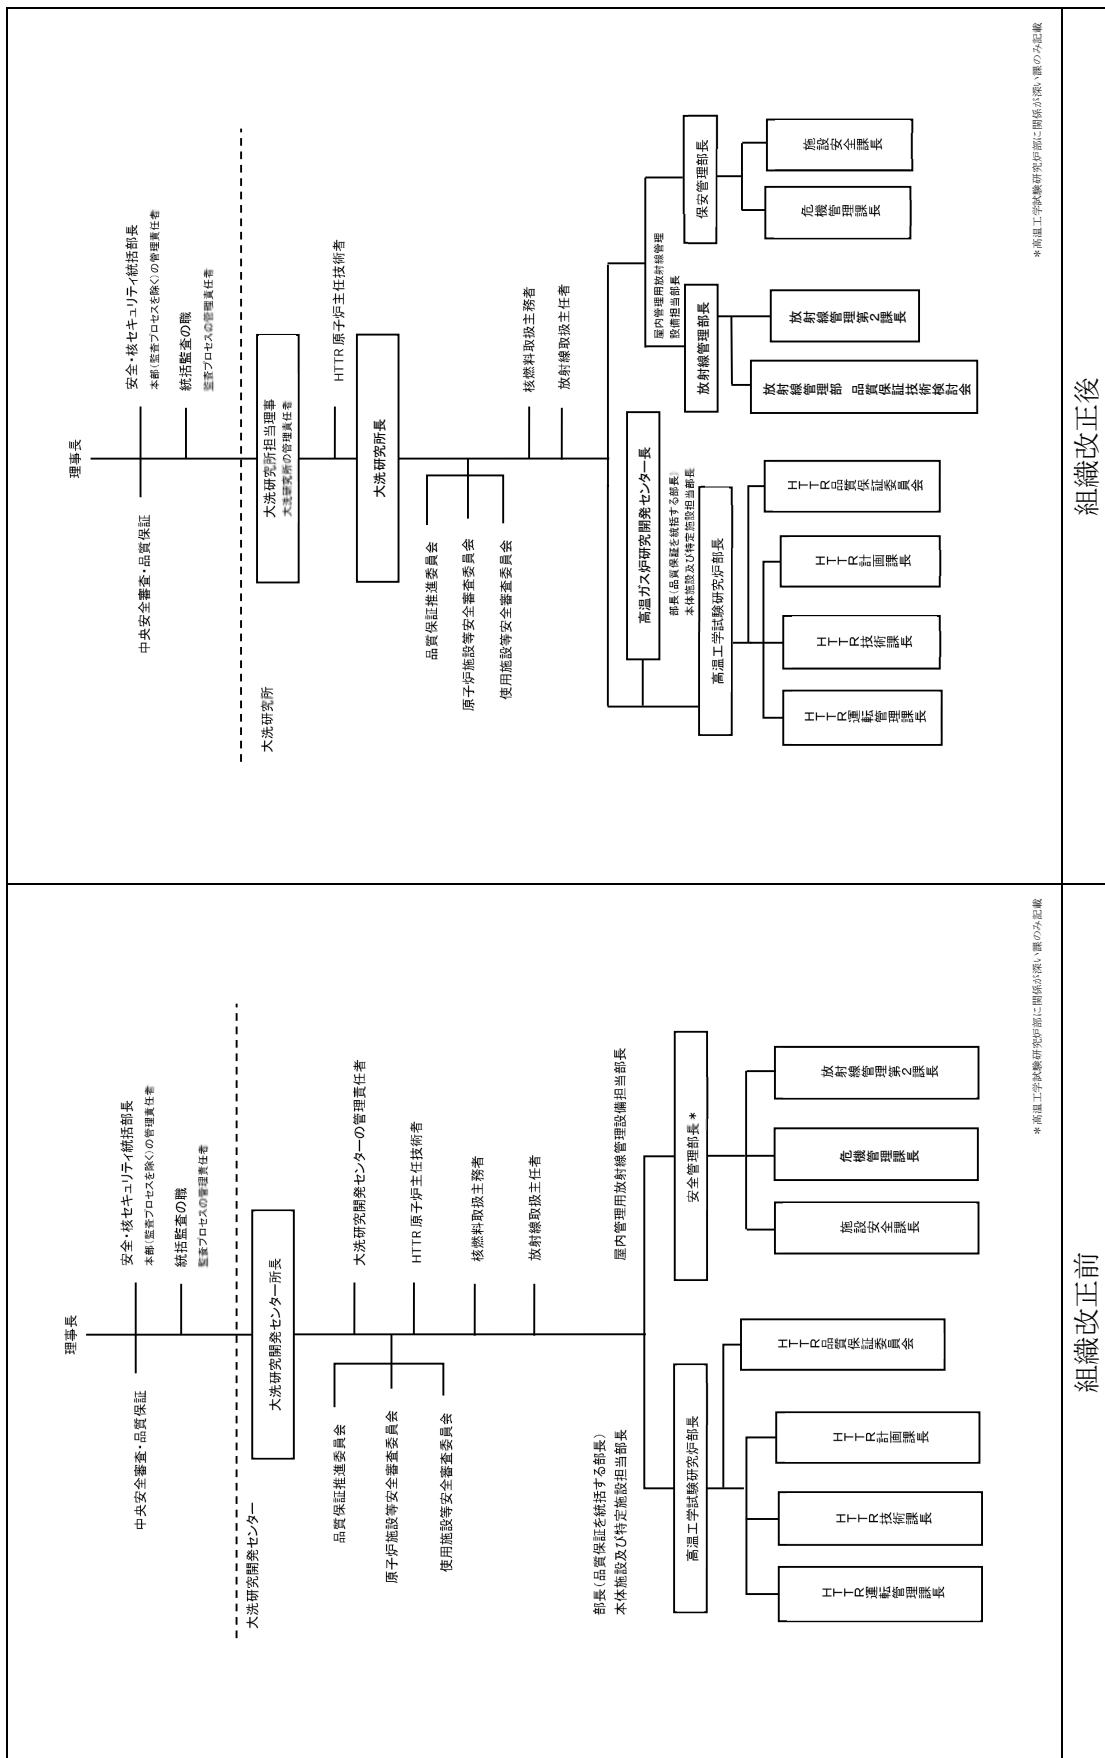 組織改正前
理事長
中央安全審査・品質保証
安全・核セキュリティ統括部長
本部（監査プロセスを除く）の管理責任者
統括監査の職
監査プロセスの管理責任者
大洗研究開発センター
大洗研究開発センター所長
品質保証推進委員会
原子炉施設等安全審査委員会
使用施設等安全審査委員会
大洗研究開発センターの管理責任者
HTTR 原子炉主任技術者
核燃料取扱主務者
放射線取扱主任者
部長（品質保証を統括する部長）
本体施設及び特定施設担当部長
屋内管理用放射線管理設備担当部長
高温工学試験研究炉部長
安全管理部長＊
HTTR運転管理課長
HTTR技術課長
HTTR計画課長
HTTR品質保証委員会
施設安全課長
危機管理課長
放射線管理第2課長
＊高温工学試験研究炉部に関係が深い課のみ記載
組織改正後
理事長
中央安全審査・品質保証
安全・核セキュリティ統括部長
本部（監査プロセスを除く）の管理責任者
統括監査の職
監査プロセスの管理責任者
大洗研究所
大洗研究所担当理事
大洗研究所の管理責任者
HTTR 原子炉主任技術者
大洗研究所長
品質保証推進委員会
原子炉施設等安全審査委員会
使用施設等安全審査委員会
核燃料取扱主務者
放射線取扱主任者
高温ガス炉研究開発センター長
部長（品質保証を統括する部長）
本体施設及び特定施設担当部長
屋内管理用放射線管理
設備担当部長
高温工学試験研究炉部長
放射線管理部長
保安管理部長
HTTR運転管理課長
HTTR技術課長
HTTR計画課長
HTTR品質保証委員会
放射線管理部　品質保証技術検討会
放射線管理第2課長
危機管理課長
施設安全課長
＊高温工学試験研究炉部に関係が深い課のみ記載